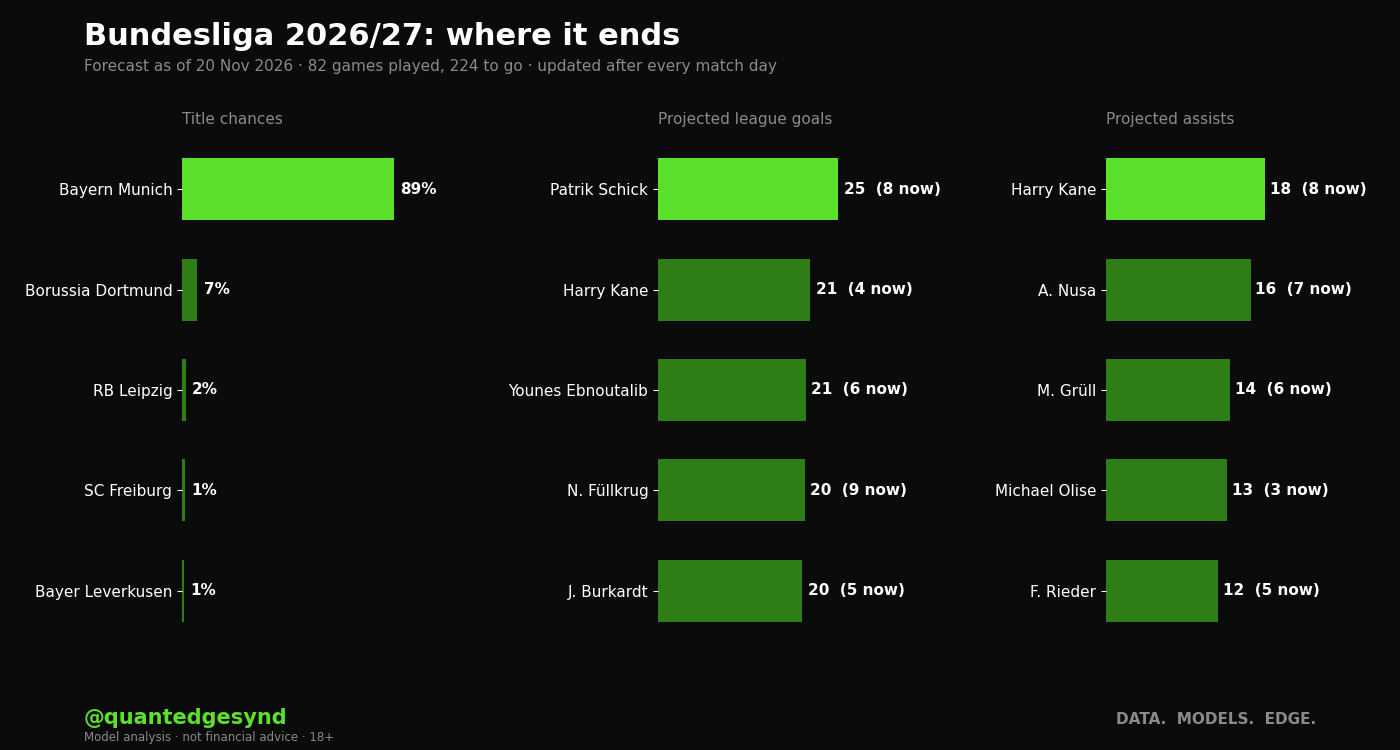 Bundesliga 2026/27: where it ends
Forecast as of 20 Nov 2026 · 82 games played, 224 to go · updated after every match day
Title chances
Bayern Munich 89%
Borussia Dortmund 7%
RB Leipzig 2%
SC Freiburg 1%
Bayer Leverkusen 1%
Projected league goals
Patrik Schick 25 (8 now)
Harry Kane 21 (4 now)
Younes Ebnoutalib 21 (6 now)
N. Füllkrug 20 (9 now)
J. Burkardt 20 (5 now)
Projected assists
Harry Kane 18 (8 now)
A. Nusa 16 (7 now)
M. Grüll 14 (6 now)
Michael Olise 13 (3 now)
F. Rieder 12 (5 now)
@quantedgesynd
Model analysis · not financial advice · 18+
DATA. MODELS. EDGE.